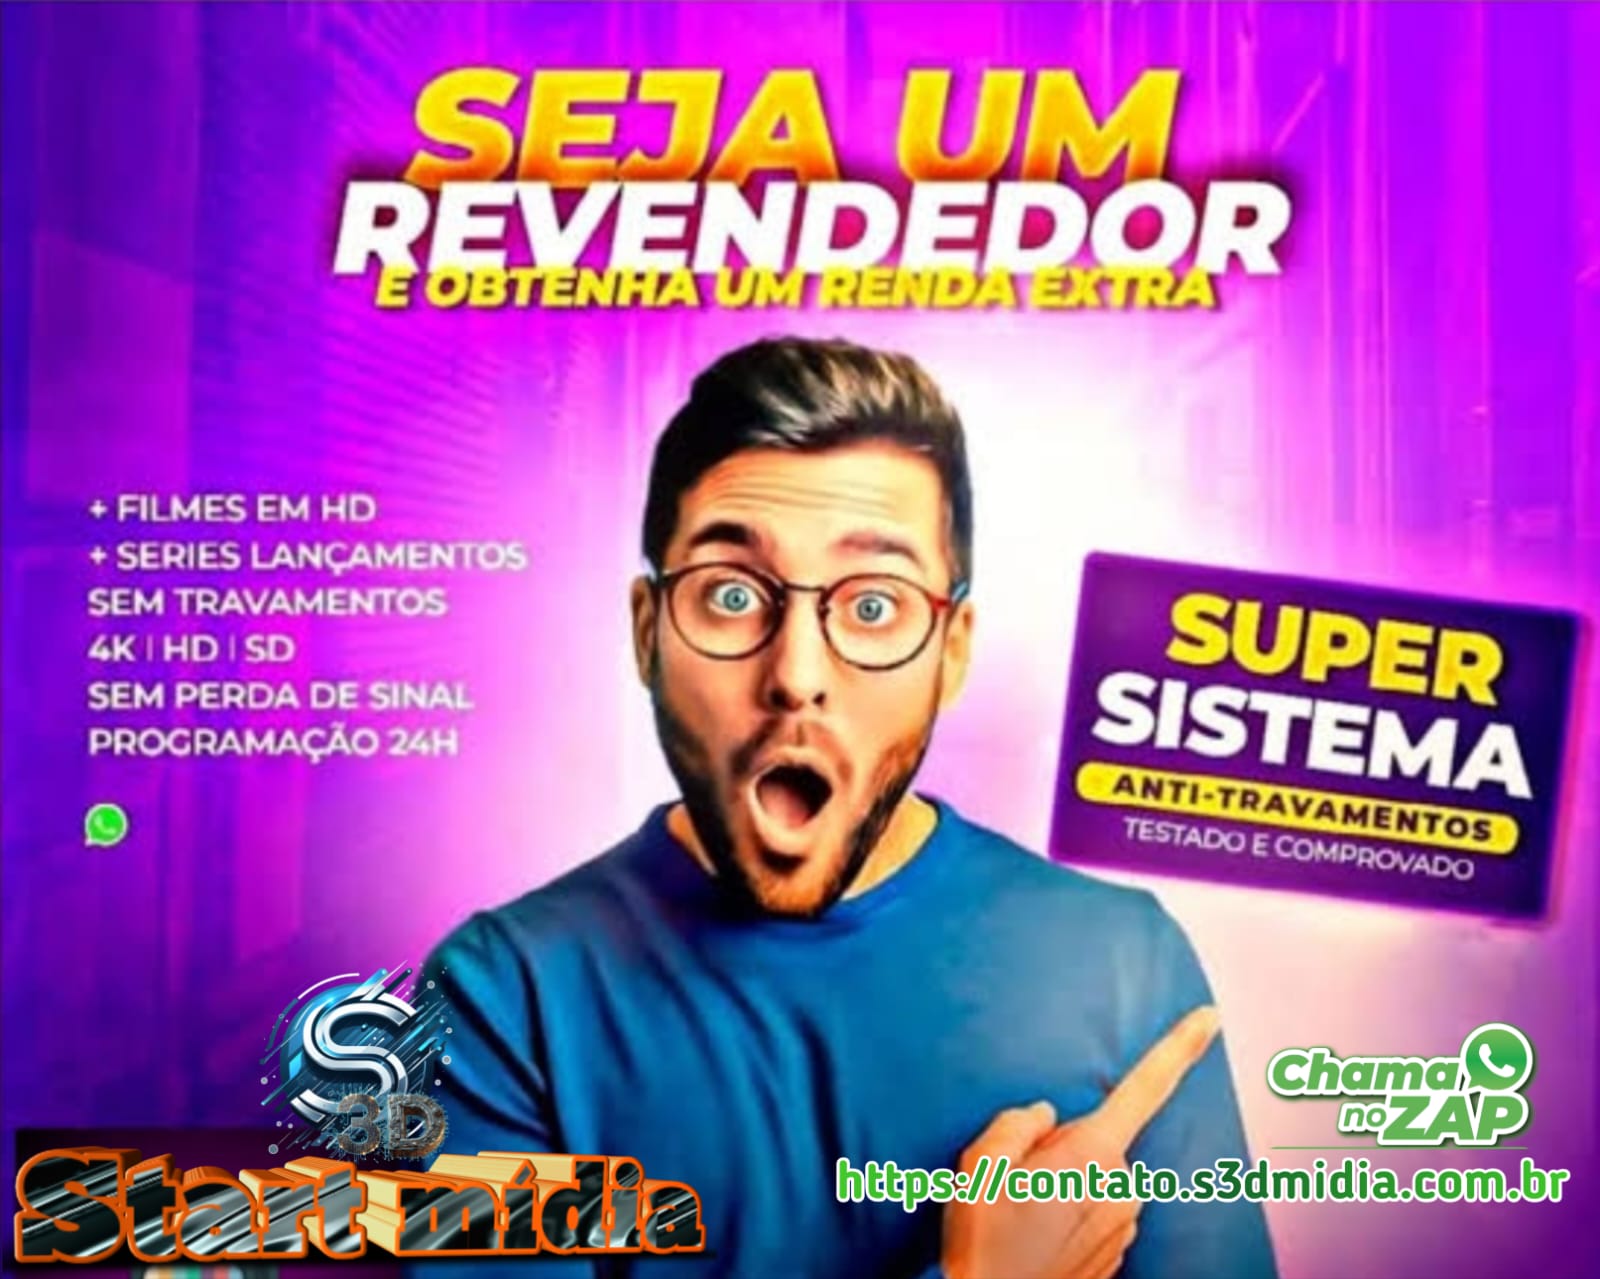 SEJA UM
REVENDEDOR
E OBTENHA UM RENDA EXTRA
+ FILMES EM HD
+ SERIES LANÇAMENTOS
SEM TRAVAMENTOS
4K | HD | SD
SEM PERDA DE SINAL
PROGRAMAÇÃO 24H
SUPER
SISTEMA
ANTI-TRAVAMENTOS
TESTADO E COMPROVADO
S
3D
Start mídia
Chama
no ZAP
https://contato.s3dmidia.com.br